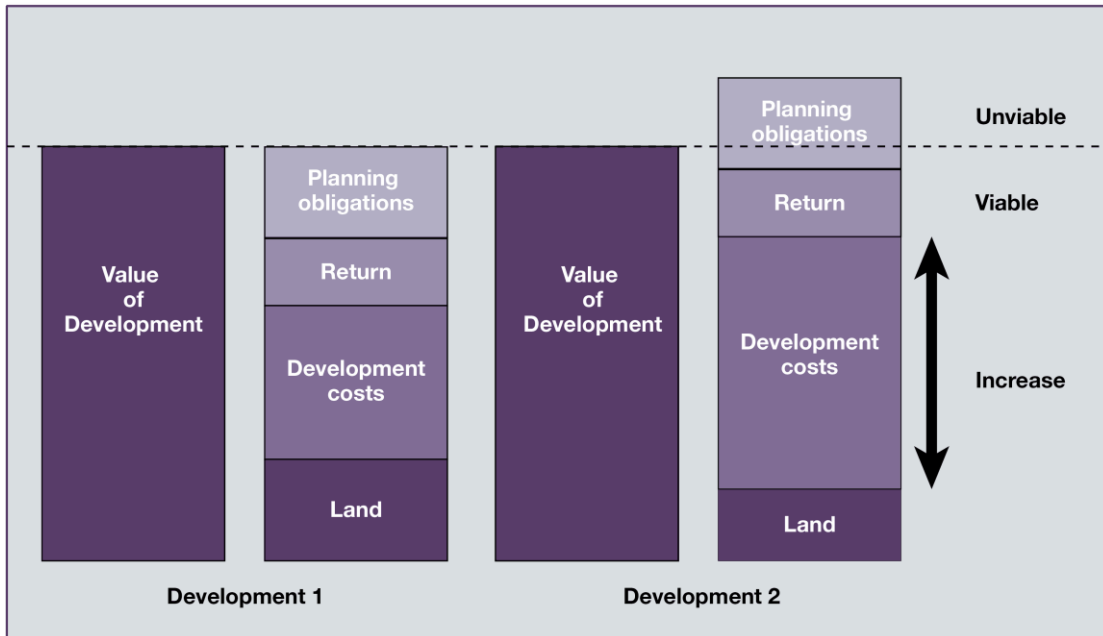 Value
of
Development
Planning
obligations
Return
Development
costs
Land
Development 1
Value
of
Development
Planning
obligations
Return
Development
costs
Land
Development 2
Unviable
Viable
Increase